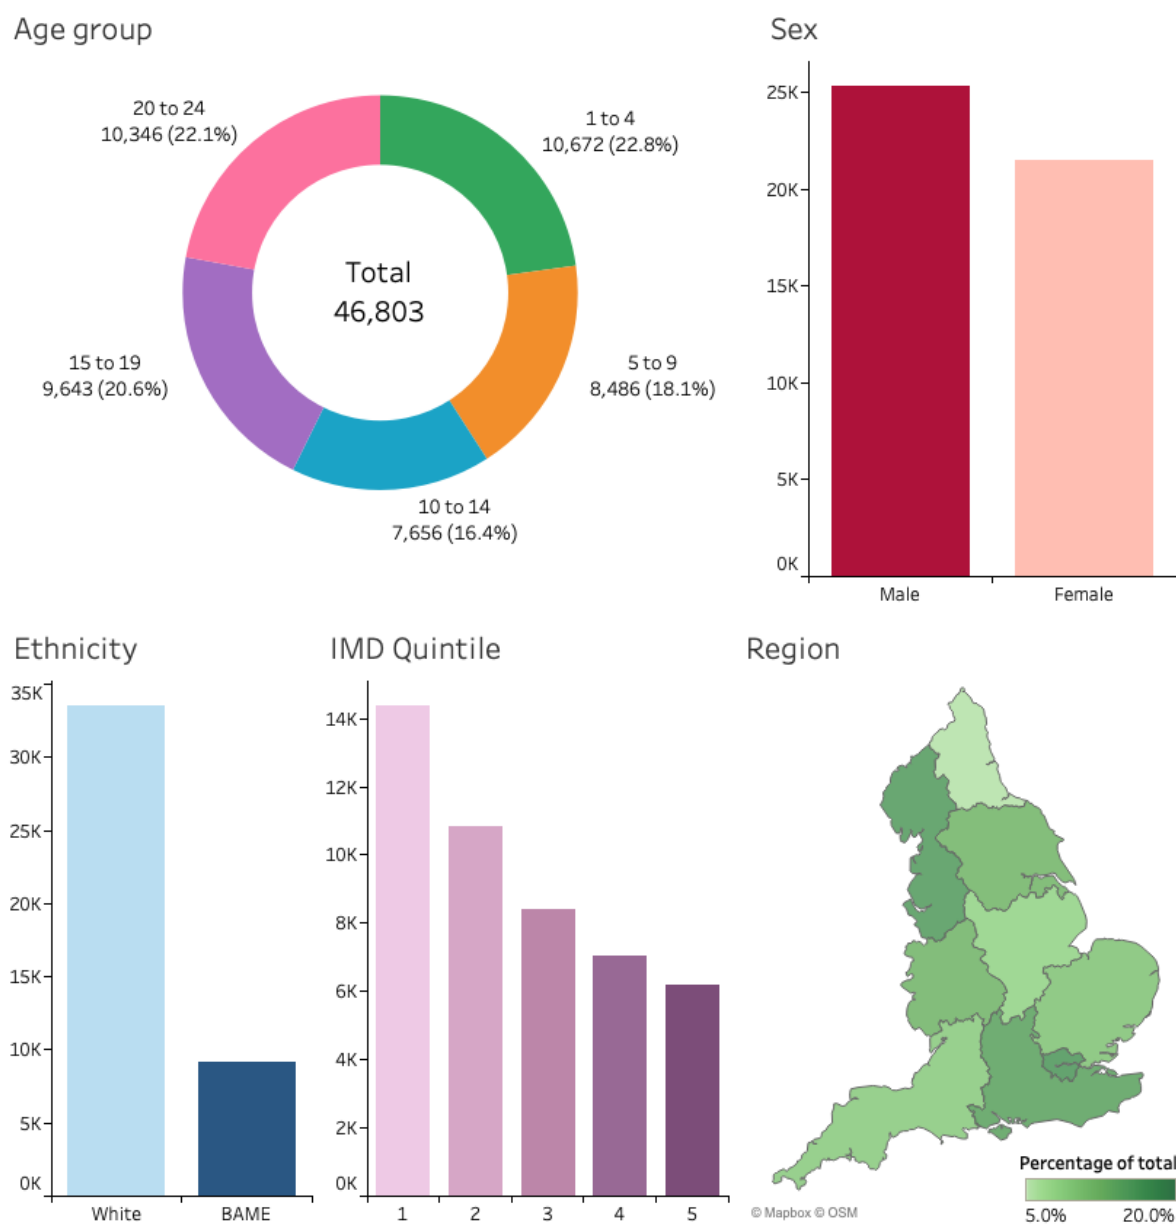 Age group
20 to 24
10,346 (22.1%)
1 to 4
10,672 (22.8%)
Total
46,803
15 to 19
9,643 (20.6%)
5 to 9
8,486 (18.1%)
10 to 14
7,656 (16.4%)
Sex
25K
20K
15K
10K
5K
0K
Male Female
Ethnicity
35K
30K
25K
20K
15K
10K
5K
0K
White BAME
IMD Quintile
14K
12K
10K
8K
6K
4K
2K
0K
1 2 3 4 5
Region
Percentage of total
5.0% 20.0%
© Mapbox © OSM